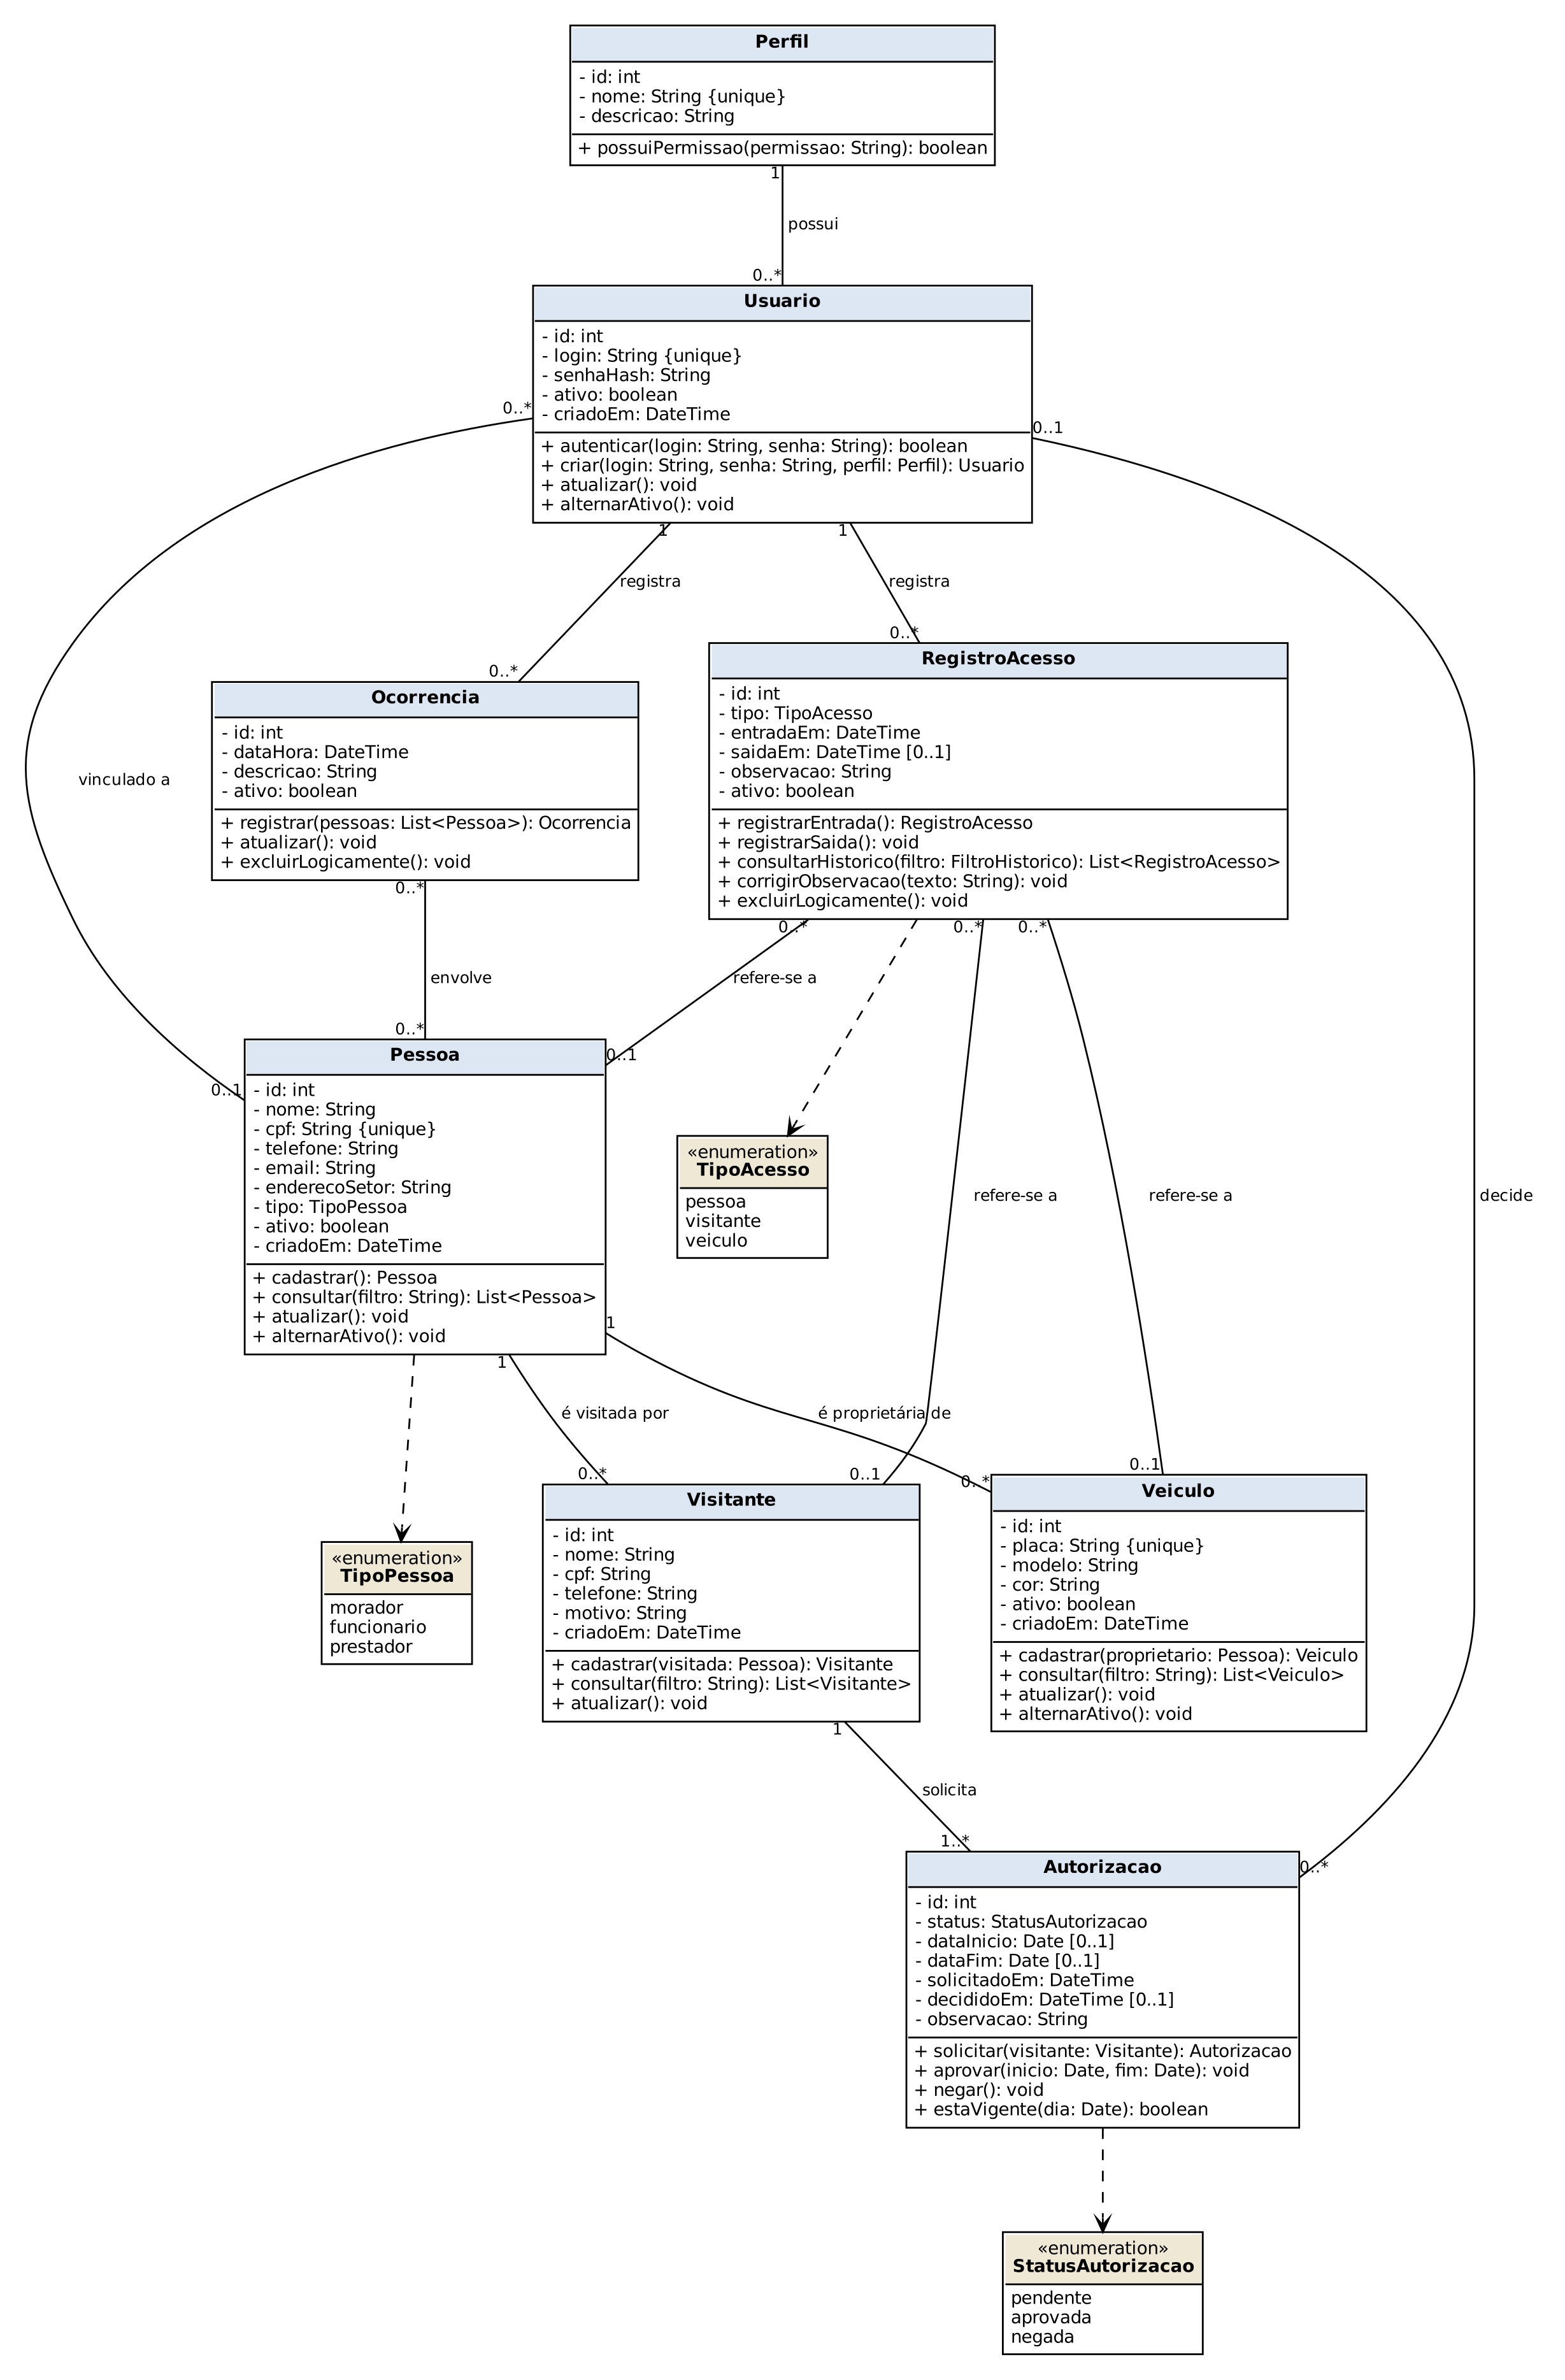 Perfil
- id: int
- nome: String {unique}
- descricao: String
+ possuiPermissao(permissao: String): boolean
1
possui
0..*
Usuario
- id: int
- login: String {unique}
- senhaHash: String
- ativo: boolean
- criadoEm: DateTime
+ autenticar(login: String, senha: String): boolean
+ criar(login: String, senha: String, perfil: Perfil): Usuario
+ atualizar(): void
+ alternarAtivo(): void
0..*
0..1
1
1
registra
registra
0..*
0..*
RegistroAcesso
- id: int
- tipo: TipoAcesso
- entradaEm: DateTime
- saidaEm: DateTime [0..1]
- observacao: String
- ativo: boolean
+ registrarEntrada(): RegistroAcesso
+ registrarSaida(): void
+ consultarHistorico(filtro: FiltroHistorico): List<RegistroAcesso>
+ corrigirObservacao(texto: String): void
+ excluirLogicamente(): void
Ocorrencia
- id: int
- dataHora: DateTime
- descricao: String
- ativo: boolean
+ registrar(pessoas: List<Pessoa>): Ocorrencia
+ atualizar(): void
+ excluirLogicamente(): void
vinculado a
0..*
0..*
0..*
0..*
envolve
refere-se a
0..*
0..1
0..1
Pessoa
- id: int
- nome: String
- cpf: String {unique}
- telefone: String
- email: String
- enderecoSetor: String
- tipo: TipoPessoa
- ativo: boolean
- criadoEm: DateTime
+ cadastrar(): Pessoa
+ consultar(filtro: String): List<Pessoa>
+ atualizar(): void
+ alternarAtivo(): void
«enumeration»
TipoAcesso
pessoa
visitante
veiculo
refere-se a
refere-se a
decide
1
1
é visitada por
é proprietária de
0..*
0..1
0..*
0..1
«enumeration»
TipoPessoa
morador
funcionario
prestador
Visitante
- id: int
- nome: String
- cpf: String
- telefone: String
- motivo: String
- criadoEm: DateTime
+ cadastrar(visitada: Pessoa): Visitante
+ consultar(filtro: String): List<Visitante>
+ atualizar(): void
Veiculo
- id: int
- placa: String {unique}
- modelo: String
- cor: String
- ativo: boolean
- criadoEm: DateTime
+ cadastrar(proprietario: Pessoa): Veiculo
+ consultar(filtro: String): List<Veiculo>
+ atualizar(): void
+ alternarAtivo(): void
1
solicita
1..*
0..*
Autorizacao
- id: int
- status: StatusAutorizacao
- dataInicio: Date [0..1]
- dataFim: Date [0..1]
- solicitadoEm: DateTime
- decididoEm: DateTime [0..1]
- observacao: String
+ solicitar(visitante: Visitante): Autorizacao
+ aprovar(inicio: Date, fim: Date): void
+ negar(): void
+ estaVigente(dia: Date): boolean
«enumeration»
StatusAutorizacao
pendente
aprovada
negada